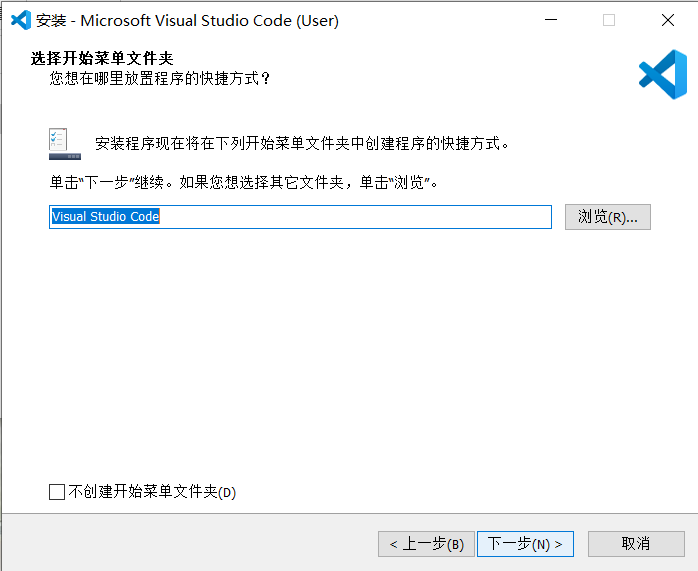 安装 - Microsoft Visual Studio Code (User)
选择开始菜单文件夹
您想在哪里放置程序的快捷方式？
安装程序现在将在下列开始菜单文件夹中创建程序的快捷方式。
单击“下一步”继续。如果您想选择其它文件夹，单击“浏览”。
Visual Studio Code 浏览(R)...
不创建开始菜单文件夹(D)
< 上一步(B) 下一步(N) > 取消